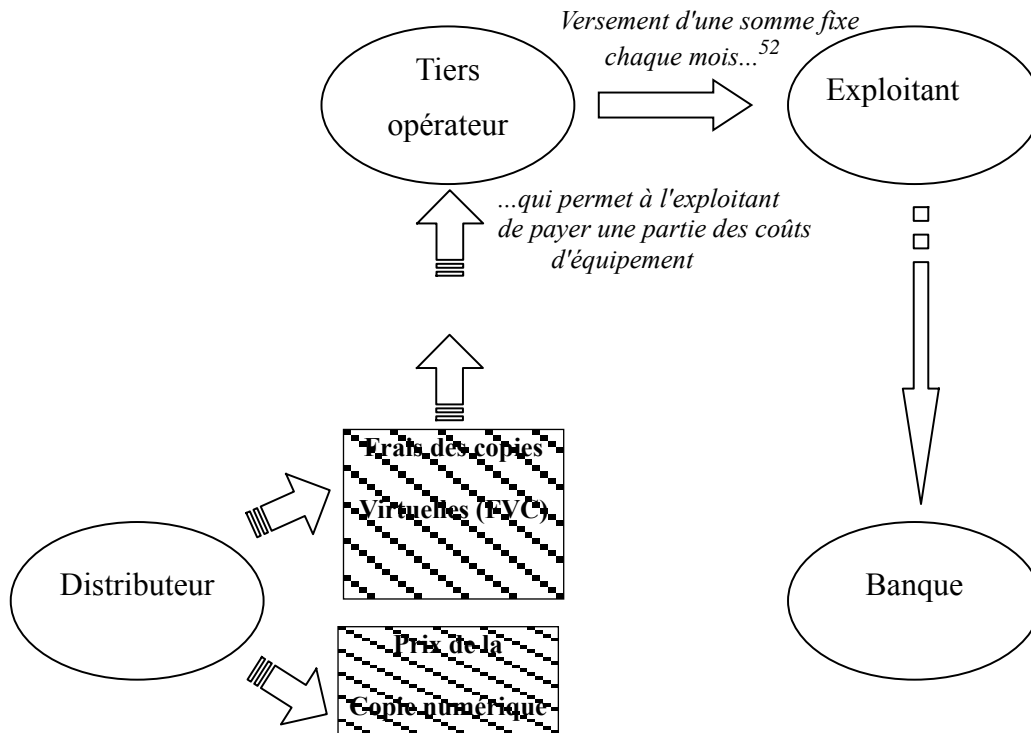 Versement d'une somme fixe
chaque mois...52
Tiers
opérateur
Exploitant
...qui permet à l'exploitant
de payer une partie des coûts
d'équipement
Frais des copies
Virtuelles (FVC)
Distributeur
Banque
Prix de la
Copie numérique